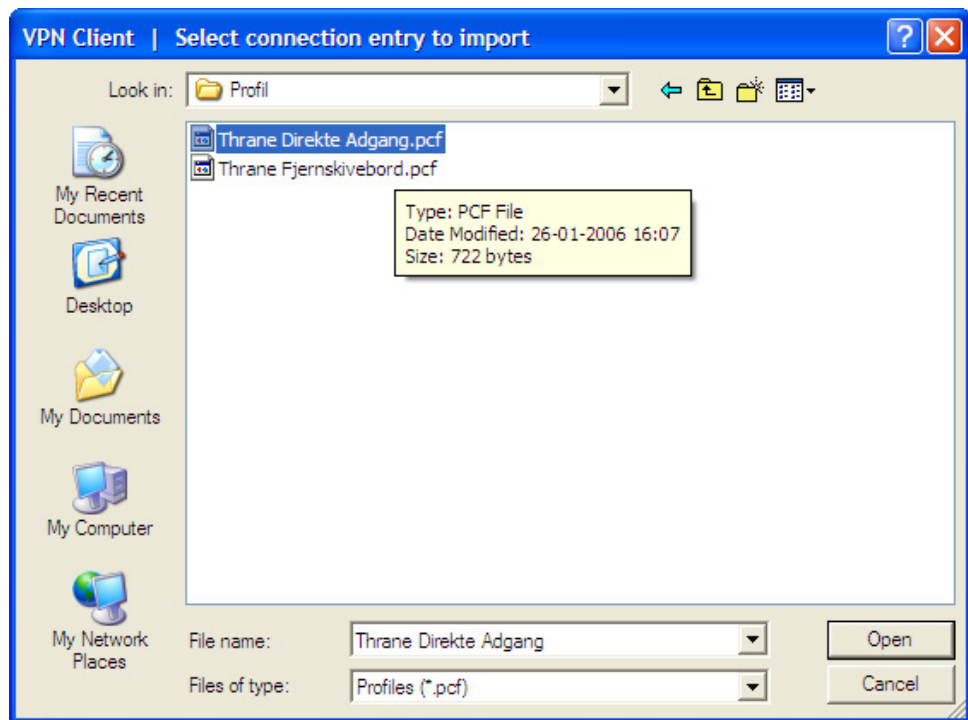 VPN Client | Select connection entry to import
Look in:
Profil
Thrane Direkte Adgang.pcf
Thrane Fjernskivebord.pcf
Type: PCF File
Date Modified: 26-01-2006 16:07
Size: 722 bytes
My Recent
Documents
Desktop
My Documents
My Computer
My Network
Places
File name:
Thrane Direkte Adgang
Open
Files of type:
Profiles (*.pcf)
Cancel